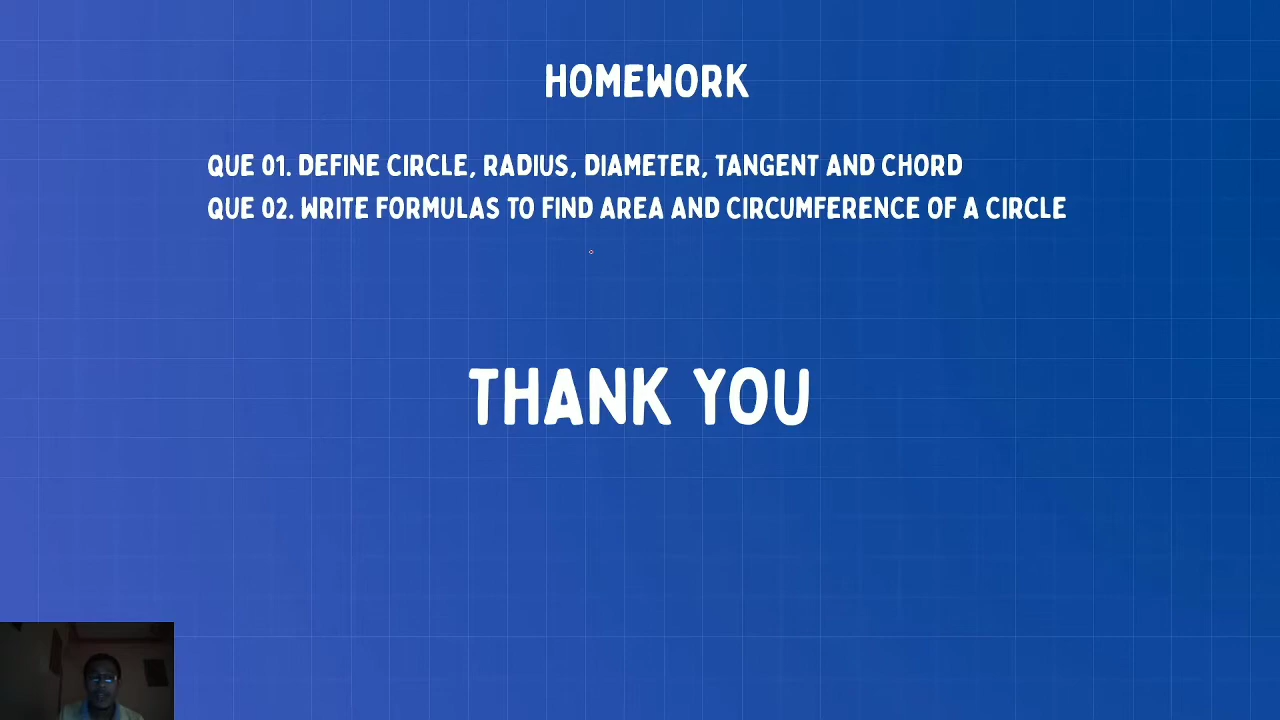 HOMEWORK
QUE 01. DEFINE CIRCLE, RADIUS, DIAMETER, TANGENT AND CHORD
QUE 02. WRITE FORMULAS TO FIND AREA AND CIRCUMFERENCE OF A CIRCLE
THANK YOU